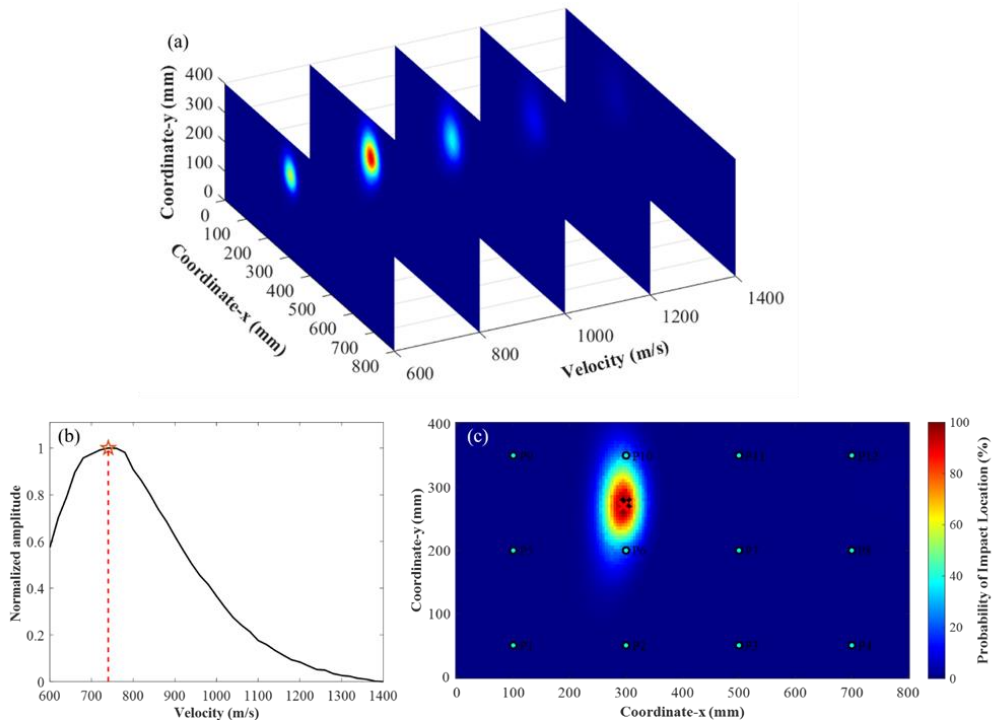 (a)
Coordinate-y (mm)
400
300
200
100
0
0
100
200
300
400
500
600
700
800
Coordinate-x (mm)
600
800
1000
1200
1400
Velocity (m/s)
(b)
Normalized amplitude
1
0.8
0.6
0.4
0.2
0
600 700 800 900 1000 1100 1200 1300 1400
Velocity (m/s)
(c)
Coordinate-y (mm)
400
300
200
100
0
0 100 200 300 400 500 600 700 800
Coordinate-x (mm)
P10
100
80
60
40
20
0
Probability of Impact Location (%)